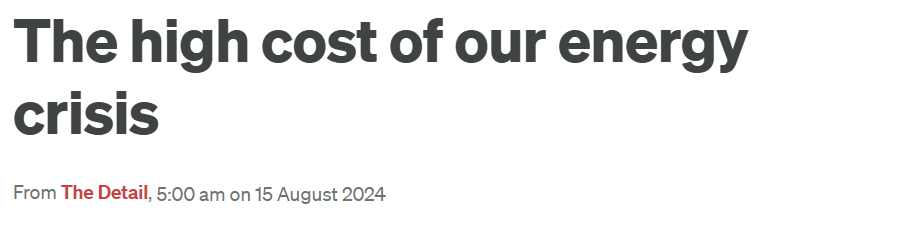 The high cost of our energy
crisis
From The Detail, 5:00 am on 15 August 2024